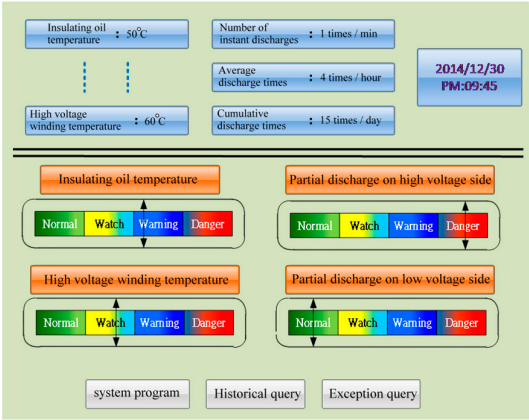 Insulating oil temperature : 50°C
Number of instant discharges : 1 times / min
Average discharge times : 4 times / hour
2014/12/30
PM:09:45
High voltage winding temperature : 60°C
Cumulative discharge times : 15 times / day
Insulating oil temperature
Partial discharge on high voltage side
Normal Watch Warning Danger
Normal Watch Warning Danger
High voltage winding temperature
Partial discharge on low voltage side
Normal Watch Warning Danger
Normal Watch Warning Danger
system program
Historical query
Exception query